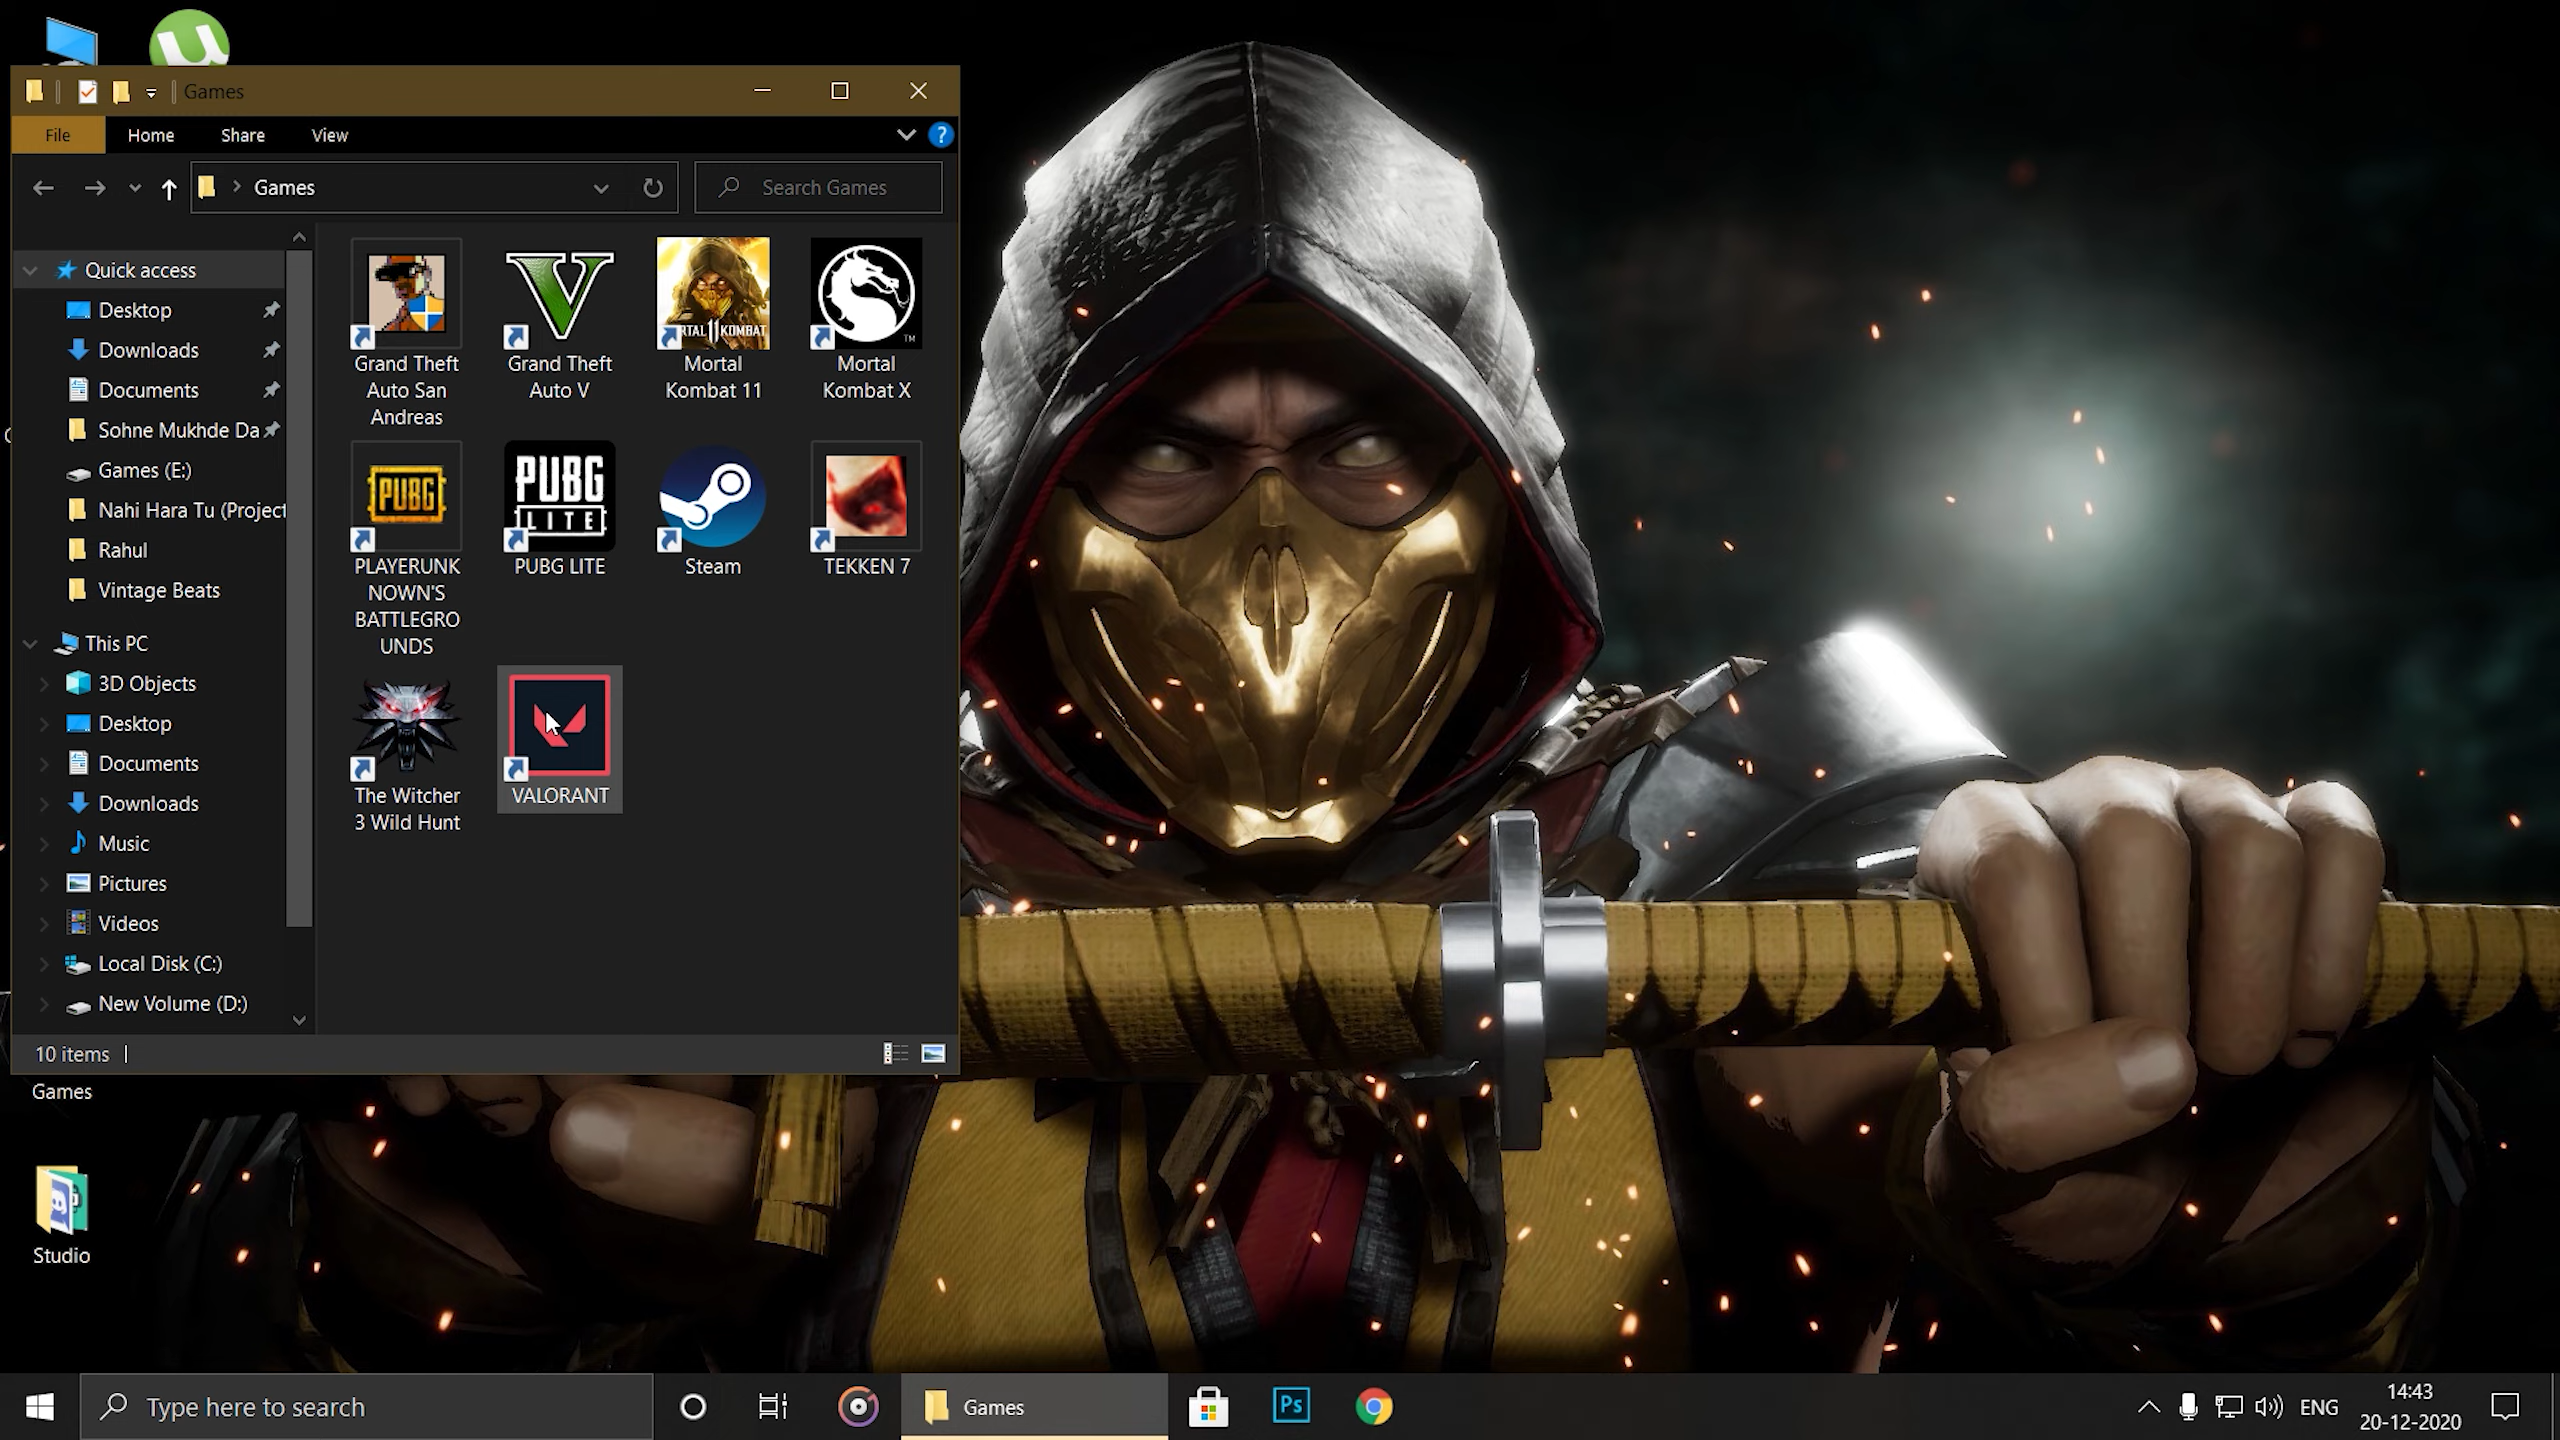 Games
File
Home
Share
View
?
Games
Search Games
Quick access
Desktop
Downloads
Documents
Sohne Mukhde Da
Games (E:)
Nahi Hara Tu (Project
Rahul
Vintage Beats
This PC
3D Objects
Desktop
Documents
Downloads
Music
Pictures
Videos
Local Disk (C:)
New Volume (D:)
Grand Theft
Auto San
Andreas
Grand Theft
Auto V
Mortal
Kombat 11
Mortal
Kombat X
TM
PUBG
PLAYERUNK
NOWN'S
BATTLEGRO
UNDS
PUBG
LITE
PUBG LITE
Steam
TEKKEN 7
The Witcher
3 Wild Hunt
VALORANT
10 items
Games
Studio
Type here to search
Games
Ps
ENG
14:43
20-12-2020